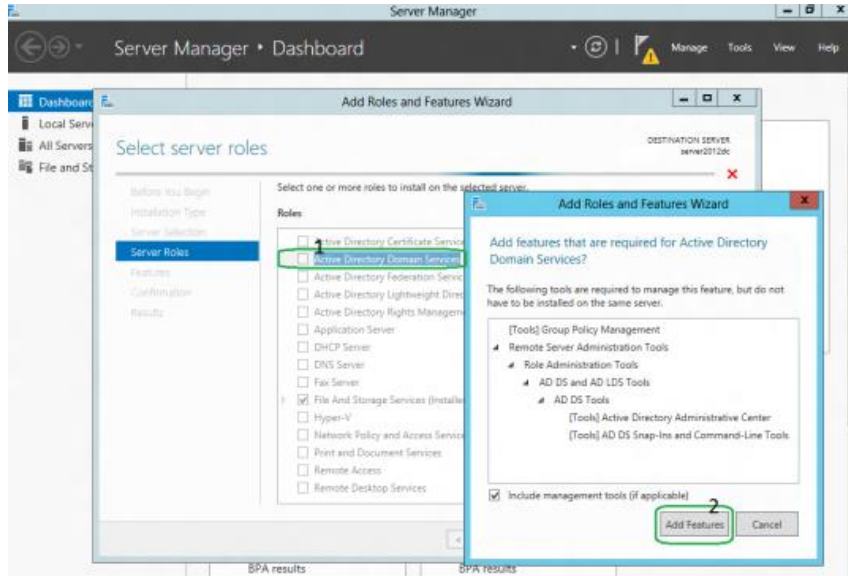 Server Manager
Server Manager • Dashboard
Manage Tools View Help
Dashboard
Local Serv
All Servers
File and St
Add Roles and Features Wizard
Select server roles
DESTINATION SERVER
server2012dc
Before You Begin
Installation Type
Server Selection
Server Roles
Features
Confirmation
Results
Select one or more roles to install on the selected server.
Roles
1
Active Directory Certificate Service
Active Directory Domain Services
Active Directory Federation Servic
Active Directory Lightweight Direc
Active Directory Rights Managem
Application Server
DHCP Server
DNS Server
Fax Server
File And Storage Services (Installe
Hyper-V
Network Policy and Access Service
Print and Document Services
Remote Access
Remote Desktop Services
Add Roles and Features Wizard
Add features that are required for Active Directory
Domain Services?
The following tools are required to manage this feature, but do not
have to be installed on the same server.
[Tools] Group Policy Management
Remote Server Administration Tools
Role Administration Tools
AD DS and AD LDS Tools
AD DS Tools
[Tools] Active Directory Administrative Center
[Tools] AD DS Snap-Ins and Command-Line Tools
Include management tools (if applicable)
2
Add Features Cancel
BPA results BPA results